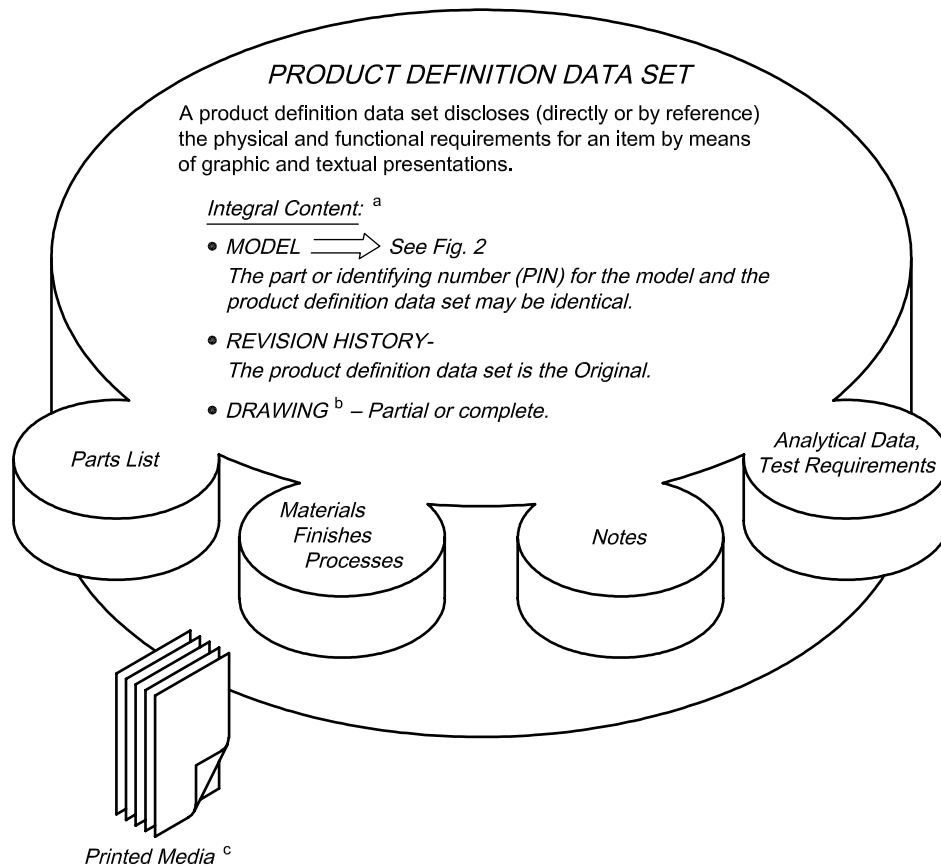 PRODUCT DEFINITION DATA SET
A product definition data set discloses (directly or by reference)
the physical and functional requirements for an item by means
of graphic and textual presentations.
Integral Content: a
• MODEL See Fig. 2
The part or identifying number (PIN) for the model and the
product definition data set may be identical.
• REVISION HISTORY-
The product definition data set is the Original.
• DRAWING b – Partial or complete.
Parts List
Analytical Data,
Test Requirements
Materials
Finishes
Processes
Notes
Printed Media c